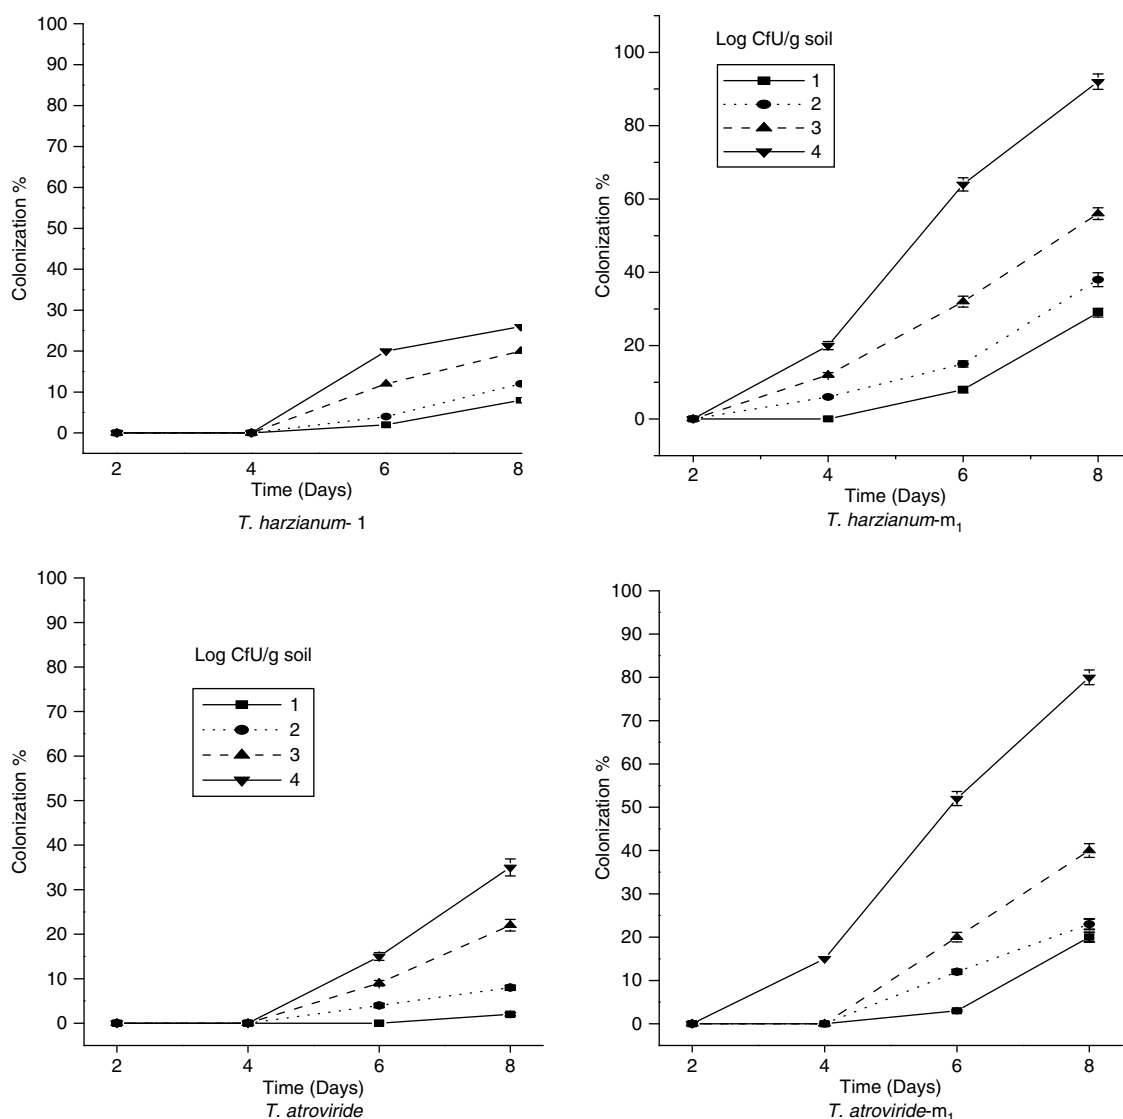 100
90
80
70
60
50
40
30
20
10
0
Colonization %
2 4 6 8
Time (Days)
T. harzianum- 1
Log CfU/g soil
1
2
3
4
100
80
60
40
20
0
Colonization %
2 4 6 8
Time (Days)
T. harzianum-m1
100
90
80
70
60
50
40
30
20
10
0
Colonization %
Log CfU/g soil
1
2
3
4
2 4 6 8
Time (Days)
T. atroviride
100
90
80
70
60
50
40
30
20
10
0
Colonization %
2 4 6 8
Time (Days)
T. atroviride-m1